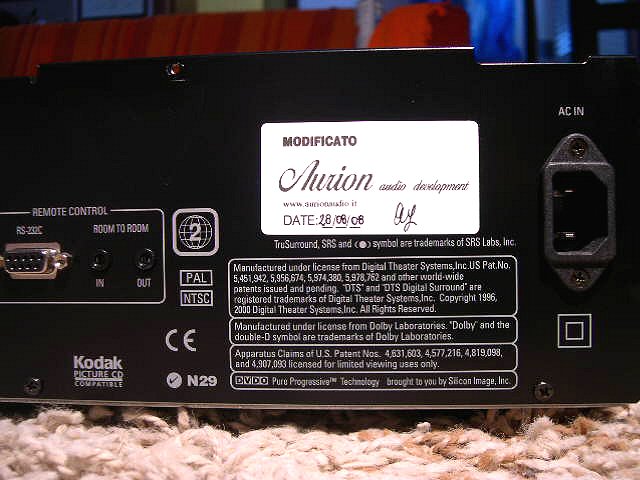 AC IN
MODIFICATO
Aurion audio development
www.aurionaudio.it
DATE: 28/08/08
REMOTE CONTROL
RS-232C
ROOM TO ROOM
IN
OUT
2
PAL
NTSC
TruSurround, SRS and (●) symbol are trademarks of SRS Labs, Inc.
Manufactured under license from Digital Theater Systems,Inc.US Pat.No.
5,451,942, 5,956,674, 5,974,380, 5,978,762 and other world-wide
patents issued and pending. "DTS" and "DTS Digital Surround" are
registered trademarks of Digital Theater Systems,Inc. Copyright 1996,
2000 Digital Theater Systems,Inc. All Rights Reserved.
Manufactured under license from Dolby Laboratories. "Dolby" and the
double-D symbol are trademarks of Dolby Laboratories.
Apparatus Claims of U.S. Patent Nos. 4,631,603, 4,577,216, 4,819,098,
and 4,907,093 licensed for limited viewing uses only.
DVDO Pure Progressive™ Technology brought to you by Silicon Image, Inc.
CE
N29
Kodak
PICTURE CD
COMPATIBLE